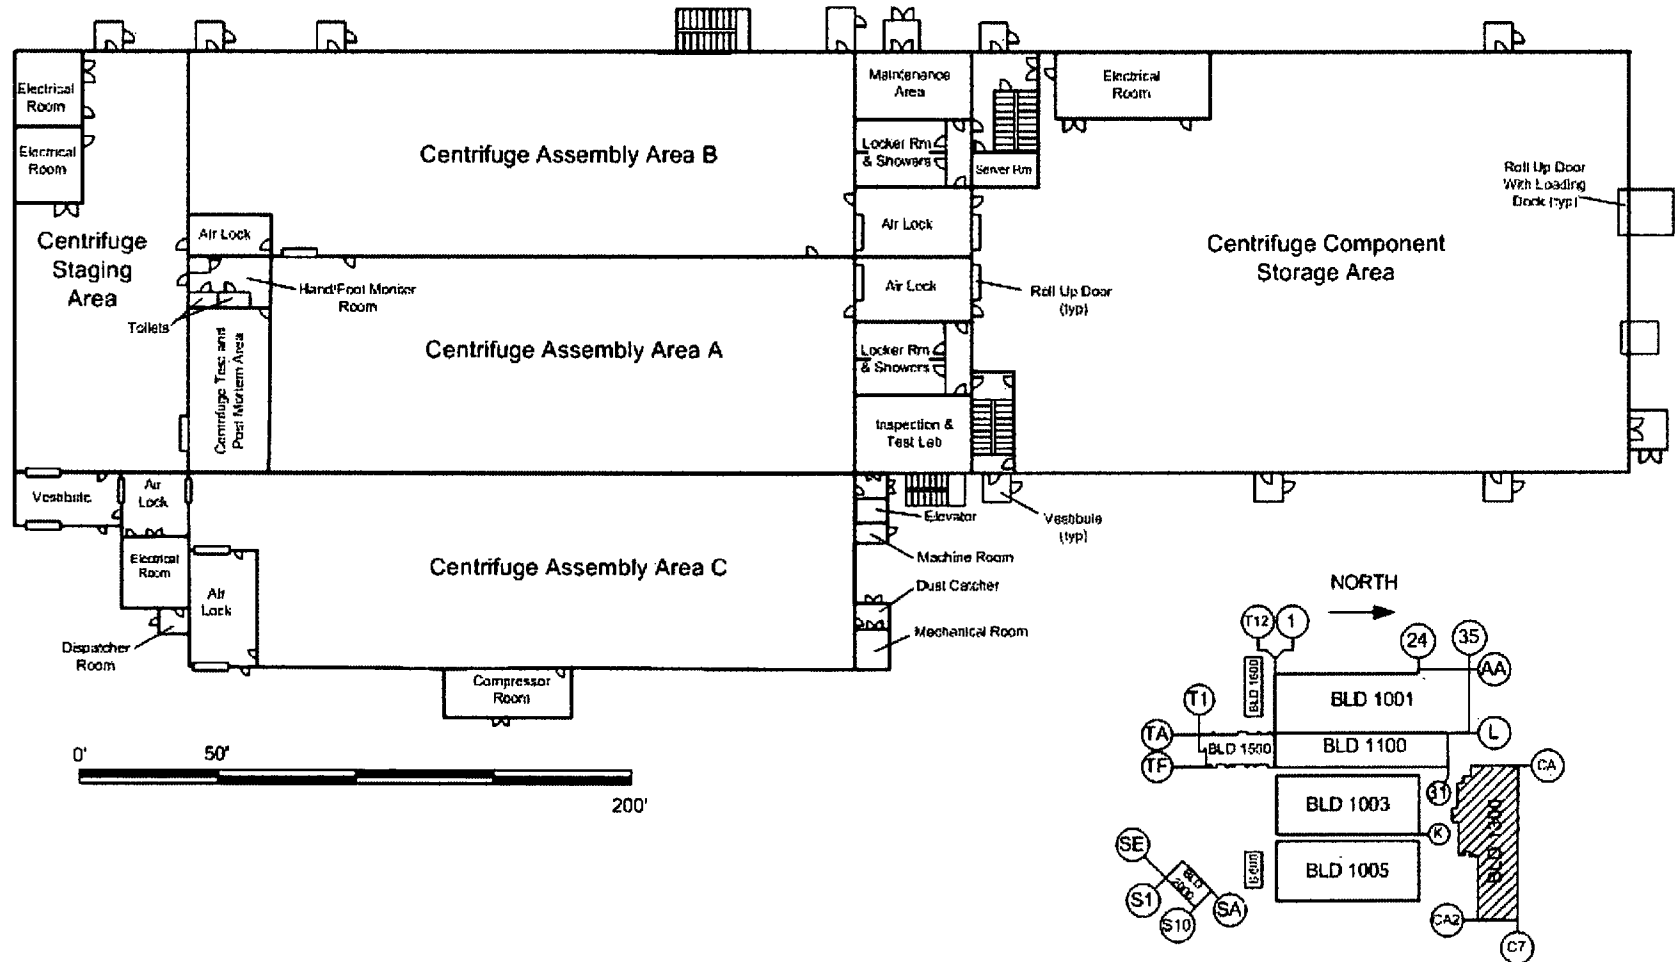 Electrical
Room
Electrical
Room
Centrifuge
Staging
Area
Centrifuge Assembly Area B
Air Lock
Hand/Foot Moniter
Room
Toilets
Centrifuge Test and
Post Mortem Area
Centrifuge Assembly Area A
Maintenance
Area
Locker Rm
& Showers
Server Rm
Air Lock
Air Lock
Locker Rm
& Showers
Inspection &
Test Lab
Electrical
Room
Roll Up Door
With Loading
Dock (typ)
Centrifuge Component
Storage Area
Roll Up Door
(typ)
Vestibule
Air
Lock
Electrical
Room
Air
Lock
Dispatcher
Room
Centrifuge Assembly Area C
Elevator
Vestibule
(typ)
Machine Room
Dust Catcher
Mechanical Room
Compressor
Room
0'
50'
200'
NORTH
T12
1
24
35
AA
BLD 1600
BLD 1001
T1
TA
L
BLD 1500
BLD 1100
TF
CA
31
BLD 1003
K
BLD 1300
SE
BLD 1005
BLD
S1
SA
S10
CA2
C7